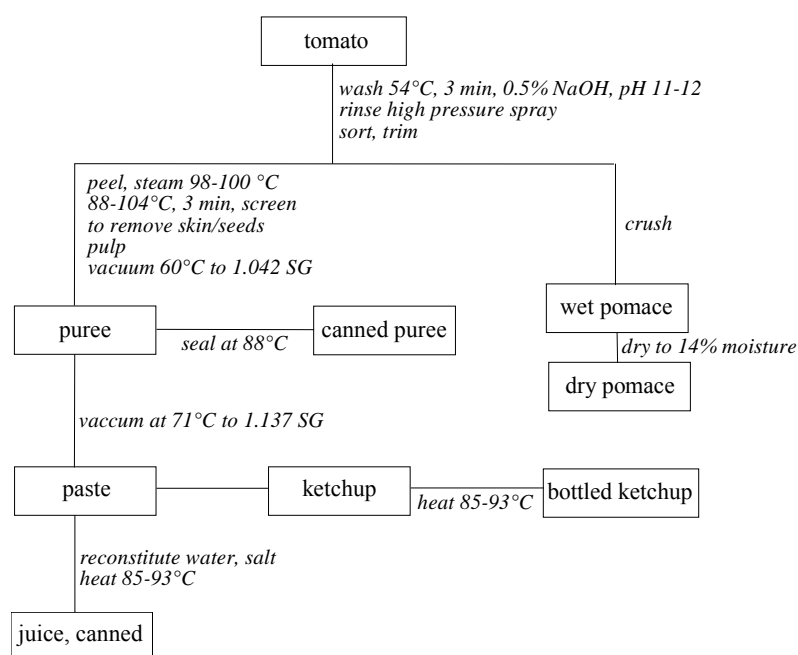 tomato
wash 54°C, 3 min, 0.5% NaOH, pH 11-12
rinse high pressure spray
sort, trim
peel, steam 98-100 °C
88-104°C, 3 min, screen
to remove skin/seeds
pulp
vacuum 60°C to 1.042 SG
crush
wet pomace
puree
seal at 88°C
canned puree
dry to 14% moisture
dry pomace
vaccum at 71°C to 1.137 SG
paste
ketchup
heat 85-93°C
bottled ketchup
reconstitute water, salt
heat 85-93°C
juice, canned